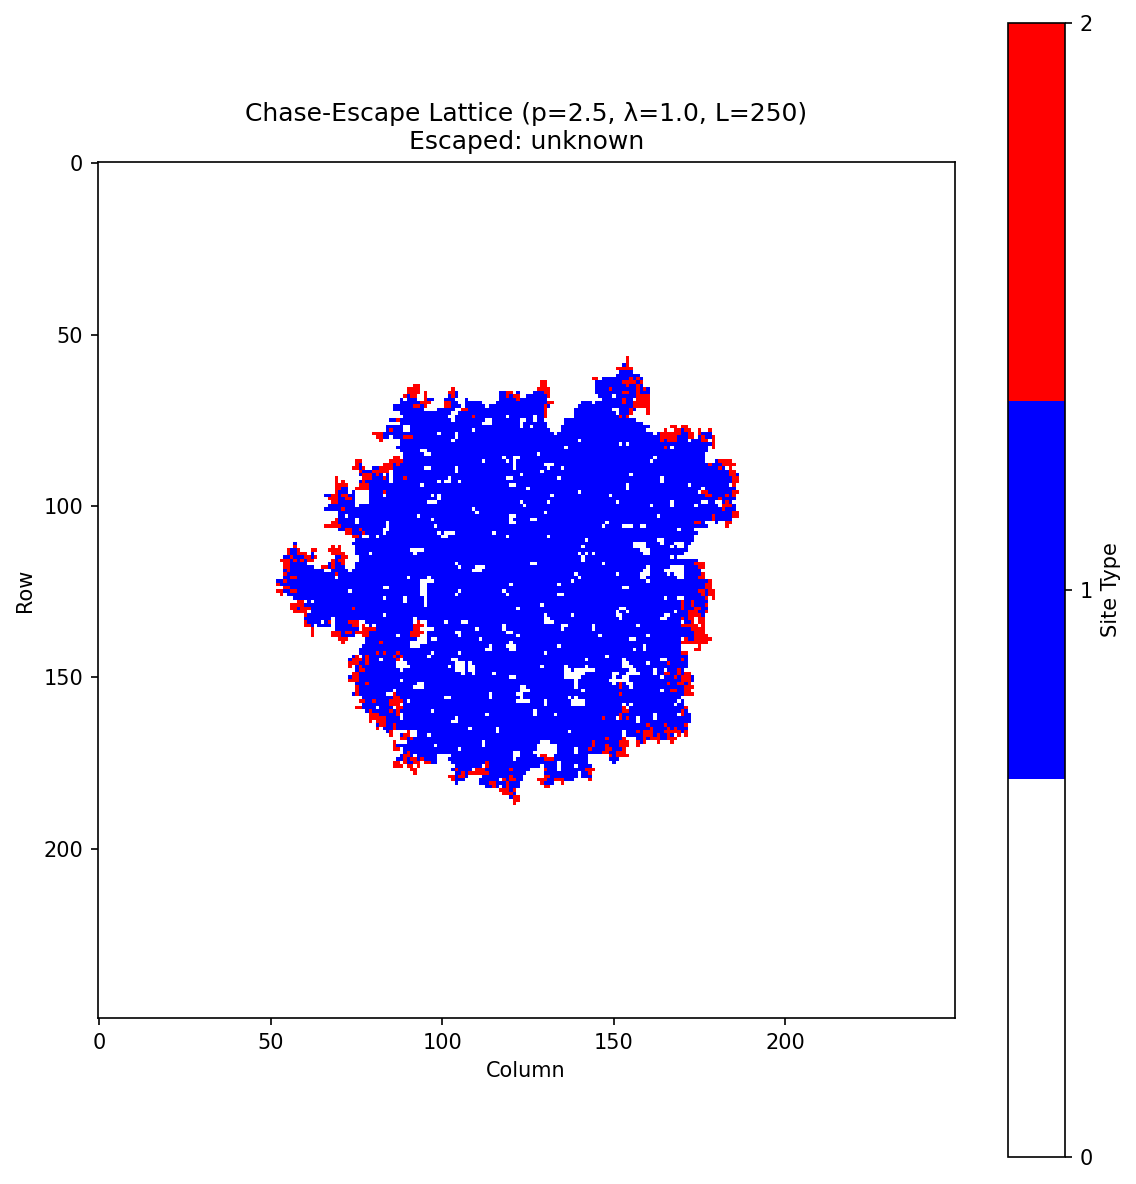 Chase-Escape Lattice (p=2.5, λ=1.0, L=250)
Escaped: unknown
0
50
100
150
200
Row
0 50 100 150 200
Column
2
1
0
Site Type